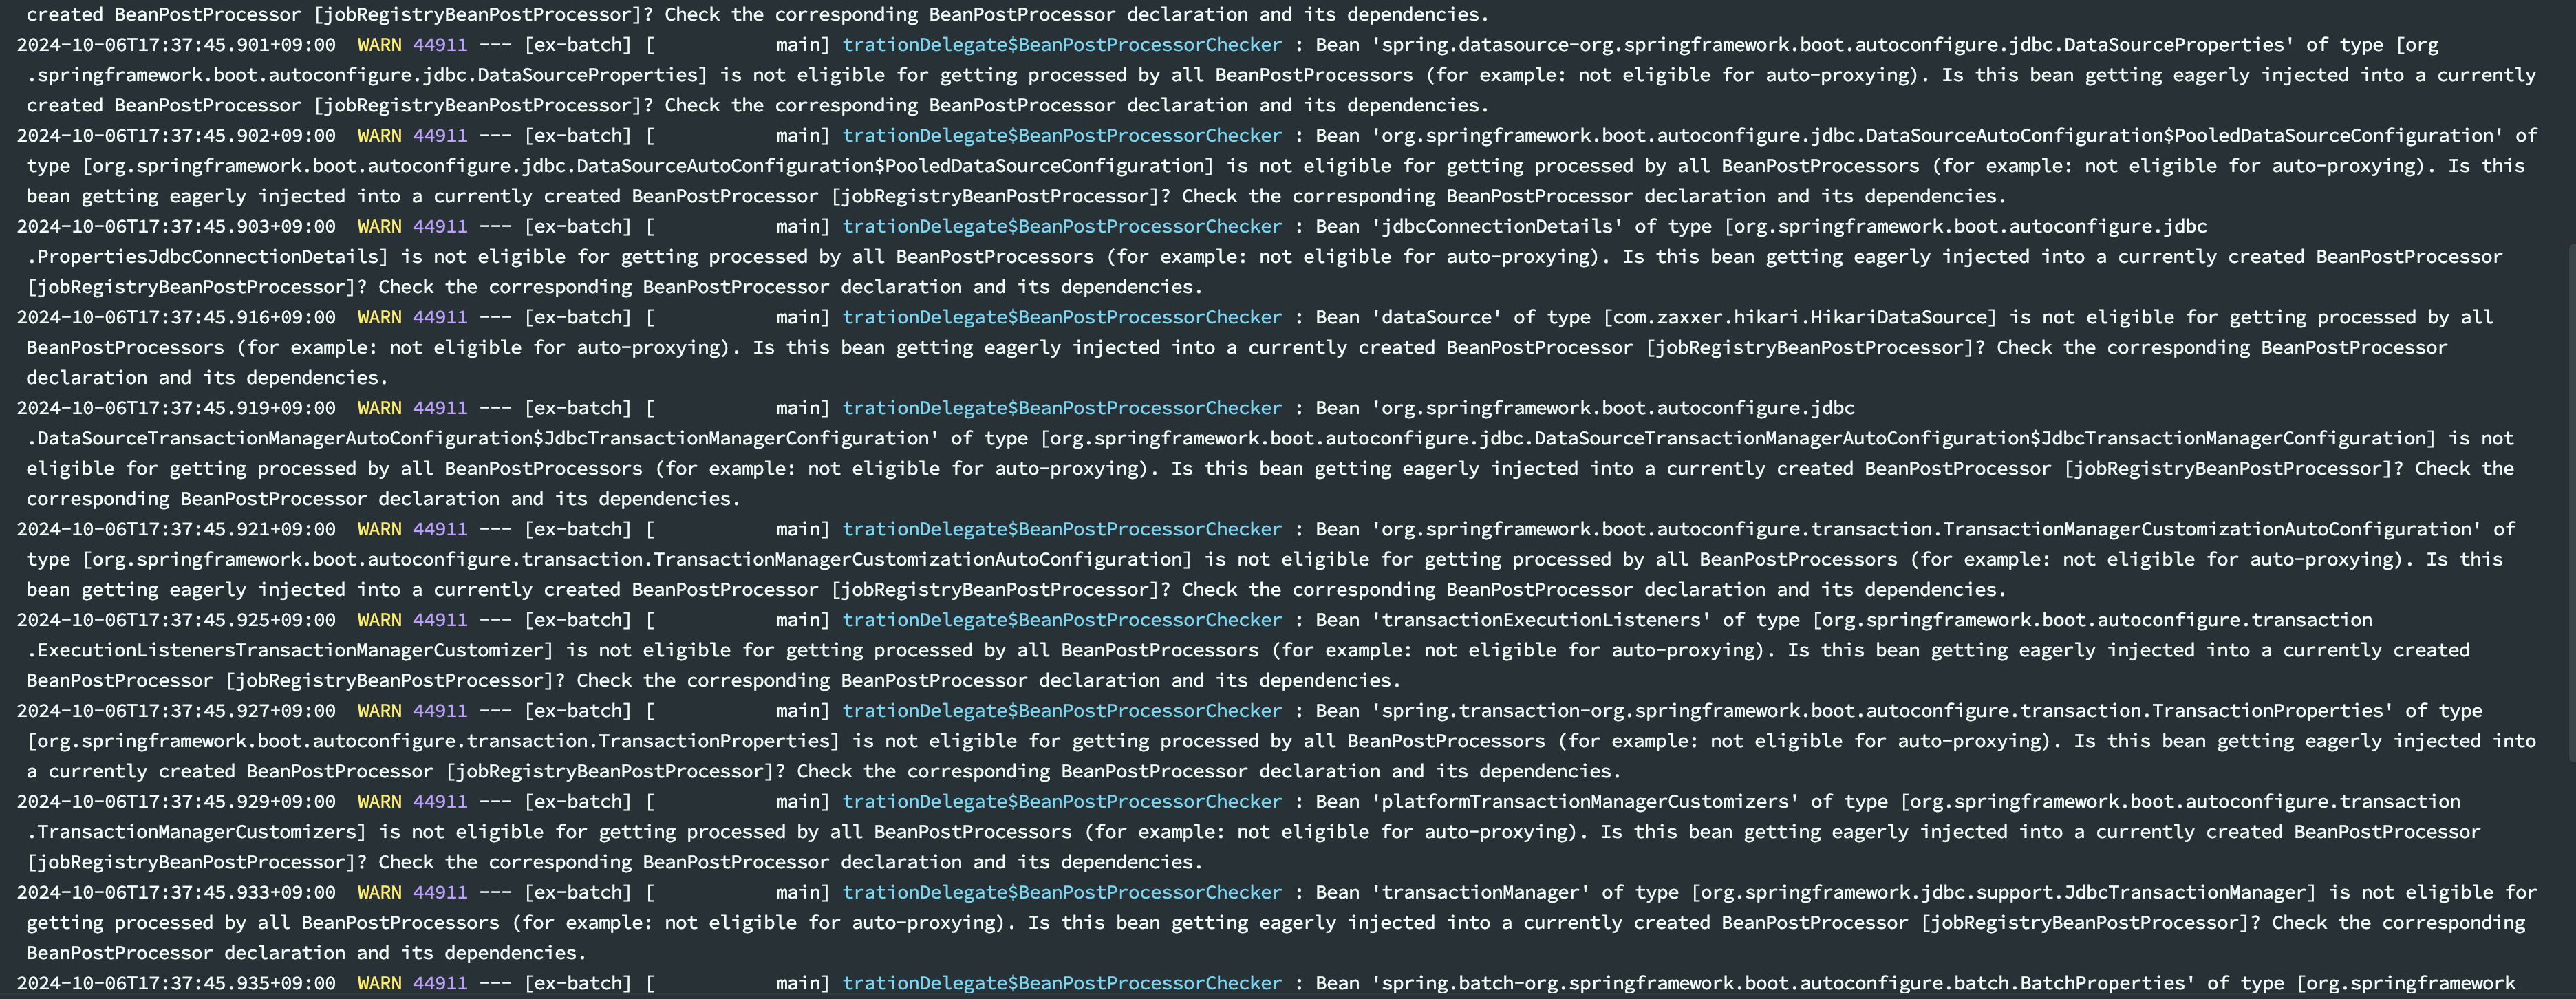 created BeanPostProcessor [jobRegistryBeanPostProcessor]? Check the corresponding BeanPostProcessor declaration and its dependencies.
2024-10-06T17:37:45.901+09:00  WARN 44911 --- [ex-batch] [           main] trationDelegate$BeanPostProcessorChecker : Bean 'spring.datasource-org.springframework.boot.autoconfigure.jdbc.DataSourceProperties' of type [org
.springframework.boot.autoconfigure.jdbc.DataSourceProperties] is not eligible for getting processed by all BeanPostProcessors (for example: not eligible for auto-proxying). Is this bean getting eagerly injected into a currently
created BeanPostProcessor [jobRegistryBeanPostProcessor]? Check the corresponding BeanPostProcessor declaration and its dependencies.
2024-10-06T17:37:45.902+09:00  WARN 44911 --- [ex-batch] [           main] trationDelegate$BeanPostProcessorChecker : Bean 'org.springframework.boot.autoconfigure.jdbc.DataSourceAutoConfiguration$PooledDataSourceConfiguration' of
type [org.springframework.boot.autoconfigure.jdbc.DataSourceAutoConfiguration$PooledDataSourceConfiguration] is not eligible for getting processed by all BeanPostProcessors (for example: not eligible for auto-proxying). Is this
bean getting eagerly injected into a currently created BeanPostProcessor [jobRegistryBeanPostProcessor]? Check the corresponding BeanPostProcessor declaration and its dependencies.
2024-10-06T17:37:45.903+09:00  WARN 44911 --- [ex-batch] [           main] trationDelegate$BeanPostProcessorChecker : Bean 'jdbcConnectionDetails' of type [org.springframework.boot.autoconfigure.jdbc
.PropertiesJdbcConnectionDetails] is not eligible for getting processed by all BeanPostProcessors (for example: not eligible for auto-proxying). Is this bean getting eagerly injected into a currently created BeanPostProcessor
[jobRegistryBeanPostProcessor]? Check the corresponding BeanPostProcessor declaration and its dependencies.
2024-10-06T17:37:45.916+09:00  WARN 44911 --- [ex-batch] [           main] trationDelegate$BeanPostProcessorChecker : Bean 'dataSource' of type [com.zaxxer.hikari.HikariDataSource] is not eligible for getting processed by all
BeanPostProcessors (for example: not eligible for auto-proxying). Is this bean getting eagerly injected into a currently created BeanPostProcessor [jobRegistryBeanPostProcessor]? Check the corresponding BeanPostProcessor
declaration and its dependencies.
2024-10-06T17:37:45.919+09:00  WARN 44911 --- [ex-batch] [           main] trationDelegate$BeanPostProcessorChecker : Bean 'org.springframework.boot.autoconfigure.jdbc
.DataSourceTransactionManagerAutoConfiguration$JdbcTransactionManagerConfiguration' of type [org.springframework.boot.autoconfigure.jdbc.DataSourceTransactionManagerAutoConfiguration$JdbcTransactionManagerConfiguration] is not
eligible for getting processed by all BeanPostProcessors (for example: not eligible for auto-proxying). Is this bean getting eagerly injected into a currently created BeanPostProcessor [jobRegistryBeanPostProcessor]? Check the
corresponding BeanPostProcessor declaration and its dependencies.
2024-10-06T17:37:45.921+09:00  WARN 44911 --- [ex-batch] [           main] trationDelegate$BeanPostProcessorChecker : Bean 'org.springframework.boot.autoconfigure.transaction.TransactionManagerCustomizationAutoConfiguration' of
type [org.springframework.boot.autoconfigure.transaction.TransactionManagerCustomizationAutoConfiguration] is not eligible for getting processed by all BeanPostProcessors (for example: not eligible for auto-proxying). Is this
bean getting eagerly injected into a currently created BeanPostProcessor [jobRegistryBeanPostProcessor]? Check the corresponding BeanPostProcessor declaration and its dependencies.
2024-10-06T17:37:45.925+09:00  WARN 44911 --- [ex-batch] [           main] trationDelegate$BeanPostProcessorChecker : Bean 'transactionExecutionListeners' of type [org.springframework.boot.autoconfigure.transaction
.ExecutionListenersTransactionManagerCustomizer] is not eligible for getting processed by all BeanPostProcessors (for example: not eligible for auto-proxying). Is this bean getting eagerly injected into a currently created
BeanPostProcessor [jobRegistryBeanPostProcessor]? Check the corresponding BeanPostProcessor declaration and its dependencies.
2024-10-06T17:37:45.927+09:00  WARN 44911 --- [ex-batch] [           main] trationDelegate$BeanPostProcessorChecker : Bean 'spring.transaction-org.springframework.boot.autoconfigure.transaction.TransactionProperties' of type
[org.springframework.boot.autoconfigure.transaction.TransactionProperties] is not eligible for getting processed by all BeanPostProcessors (for example: not eligible for auto-proxying). Is this bean getting eagerly injected into
a currently created BeanPostProcessor [jobRegistryBeanPostProcessor]? Check the corresponding BeanPostProcessor declaration and its dependencies.
2024-10-06T17:37:45.929+09:00  WARN 44911 --- [ex-batch] [           main] trationDelegate$BeanPostProcessorChecker : Bean 'platformTransactionManagerCustomizers' of type [org.springframework.boot.autoconfigure.transaction
.TransactionManagerCustomizers] is not eligible for getting processed by all BeanPostProcessors (for example: not eligible for auto-proxying). Is this bean getting eagerly injected into a currently created BeanPostProcessor
[jobRegistryBeanPostProcessor]? Check the corresponding BeanPostProcessor declaration and its dependencies.
2024-10-06T17:37:45.933+09:00  WARN 44911 --- [ex-batch] [           main] trationDelegate$BeanPostProcessorChecker : Bean 'transactionManager' of type [org.springframework.jdbc.support.JdbcTransactionManager] is not eligible for
getting processed by all BeanPostProcessors (for example: not eligible for auto-proxying). Is this bean getting eagerly injected into a currently created BeanPostProcessor [jobRegistryBeanPostProcessor]? Check the corresponding
BeanPostProcessor declaration and its dependencies.
2024-10-06T17:37:45.935+09:00  WARN 44911 --- [ex-batch] [           main] trationDelegate$BeanPostProcessorChecker : Bean 'spring.batch-org.springframework.boot.autoconfigure.batch.BatchProperties' of type [org.springframework